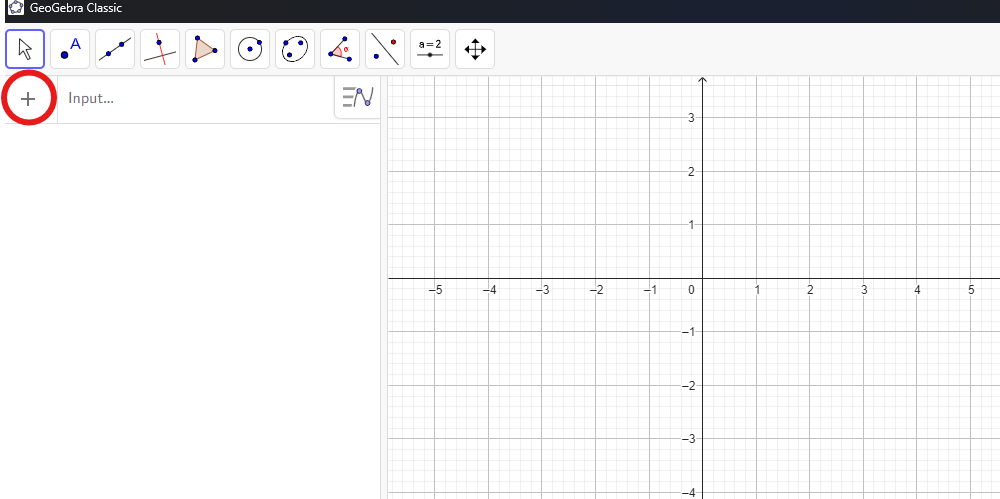 GeoGebra Classic
A
a=2
α
+ Input...
3
2
1
−5 −4 −3 −2 −1 0 1 2 3 4 5
−1
−2
−3
−4